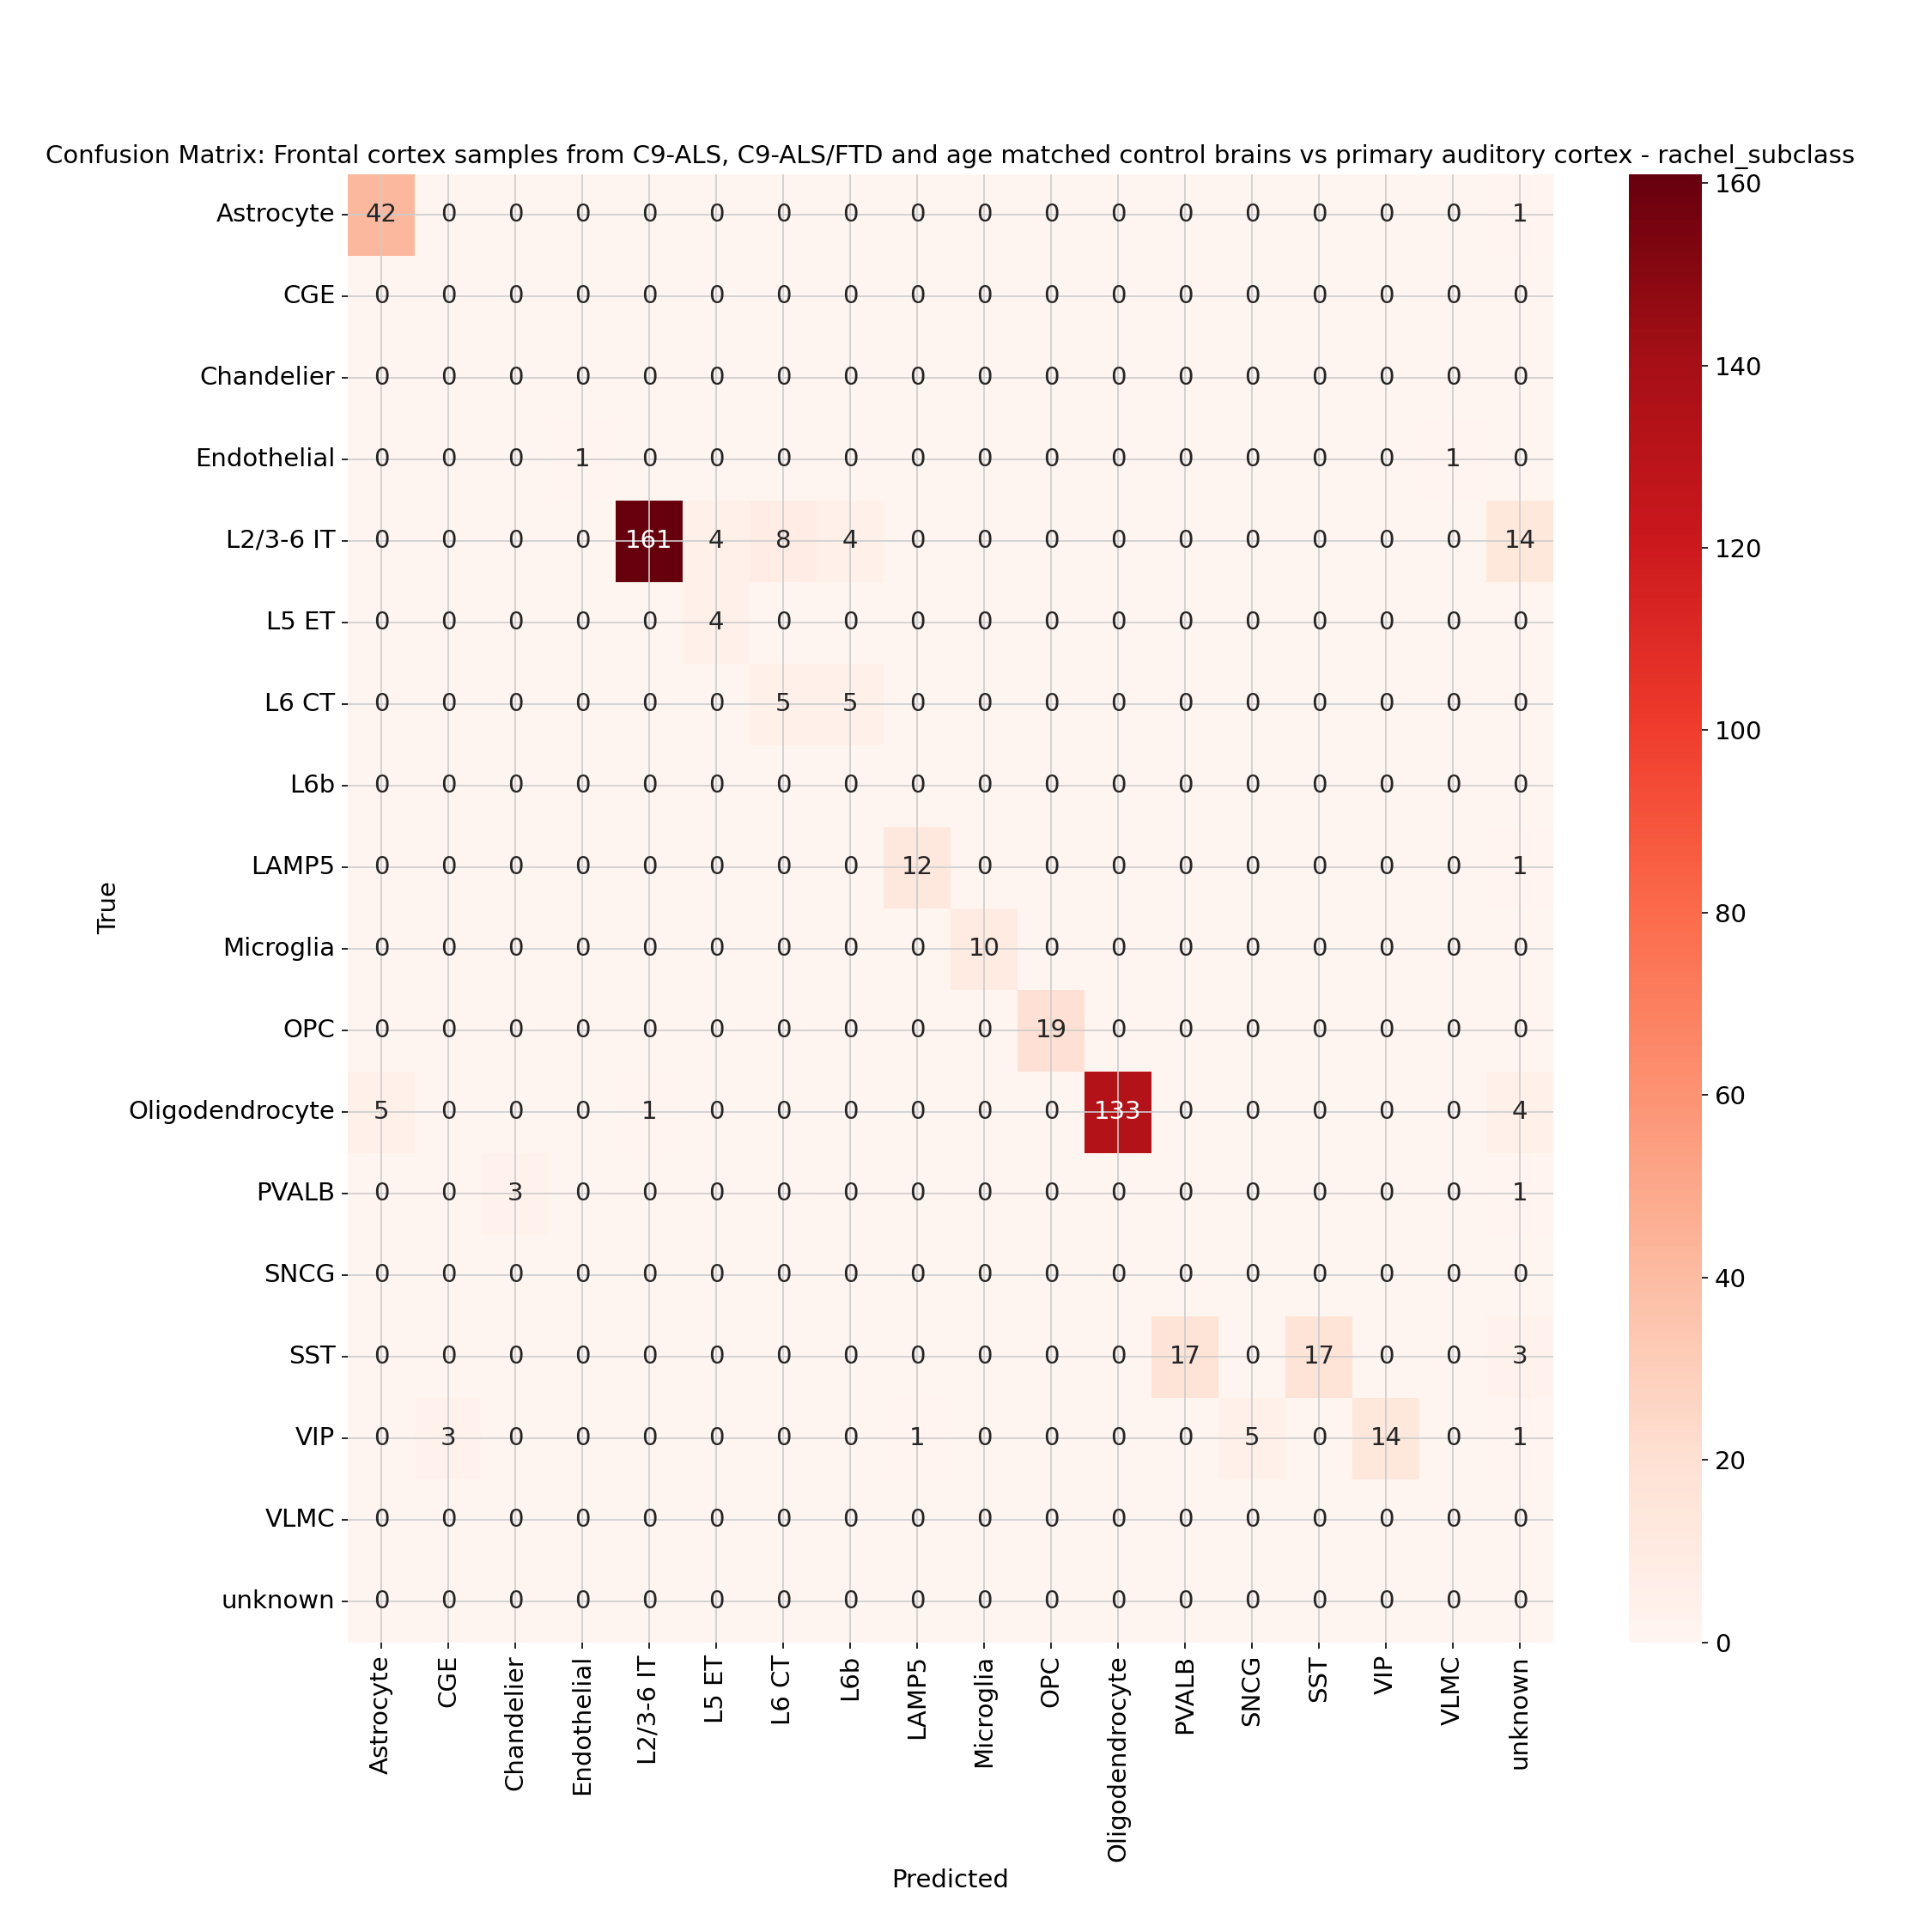 Confusion Matrix: Frontal cortex samples from C9-ALS, C9-ALS/FTD and age matched control brains vs primary auditory cortex - rachel_subclass
Astrocyte 42 0 0 0 0 0 0 0 0 0 0 0 0 0 0 0 0 1
CGE 0 0 0 0 0 0 0 0 0 0 0 0 0 0 0 0 0 0
Chandelier 0 0 0 0 0 0 0 0 0 0 0 0 0 0 0 0 0 0
Endothelial 0 0 0 1 0 0 0 0 0 0 0 0 0 0 0 0 1 0
L2/3-6 IT 0 0 0 0 161 4 8 4 0 0 0 0 0 0 0 0 0 14
L5 ET 0 0 0 0 0 4 0 0 0 0 0 0 0 0 0 0 0 0
L6 CT 0 0 0 0 0 0 5 5 0 0 0 0 0 0 0 0 0 0
L6b 0 0 0 0 0 0 0 0 0 0 0 0 0 0 0 0 0 0
LAMP5 0 0 0 0 0 0 0 0 12 0 0 0 0 0 0 0 0 1
Microglia 0 0 0 0 0 0 0 0 0 10 0 0 0 0 0 0 0 0
OPC 0 0 0 0 0 0 0 0 0 0 19 0 0 0 0 0 0 0
Oligodendrocyte 5 0 0 0 1 0 0 0 0 0 0 133 0 0 0 0 0 4
PVALB 0 0 3 0 0 0 0 0 0 0 0 0 0 0 0 0 0 1
SNCG 0 0 0 0 0 0 0 0 0 0 0 0 0 0 0 0 0 0
SST 0 0 0 0 0 0 0 0 0 0 0 0 17 0 17 0 0 3
VIP 0 3 0 0 0 0 0 0 1 0 0 0 0 5 0 14 0 1
VLMC 0 0 0 0 0 0 0 0 0 0 0 0 0 0 0 0 0 0
unknown 0 0 0 0 0 0 0 0 0 0 0 0 0 0 0 0 0 0
True
Astrocyte
CGE
Chandelier
Endothelial
L2/3-6 IT
L5 ET
L6 CT
L6b
LAMP5
Microglia
OPC
Oligodendrocyte
PVALB
SNCG
SST
VIP
VLMC
unknown
Predicted
160
140
120
100
80
60
40
20
0